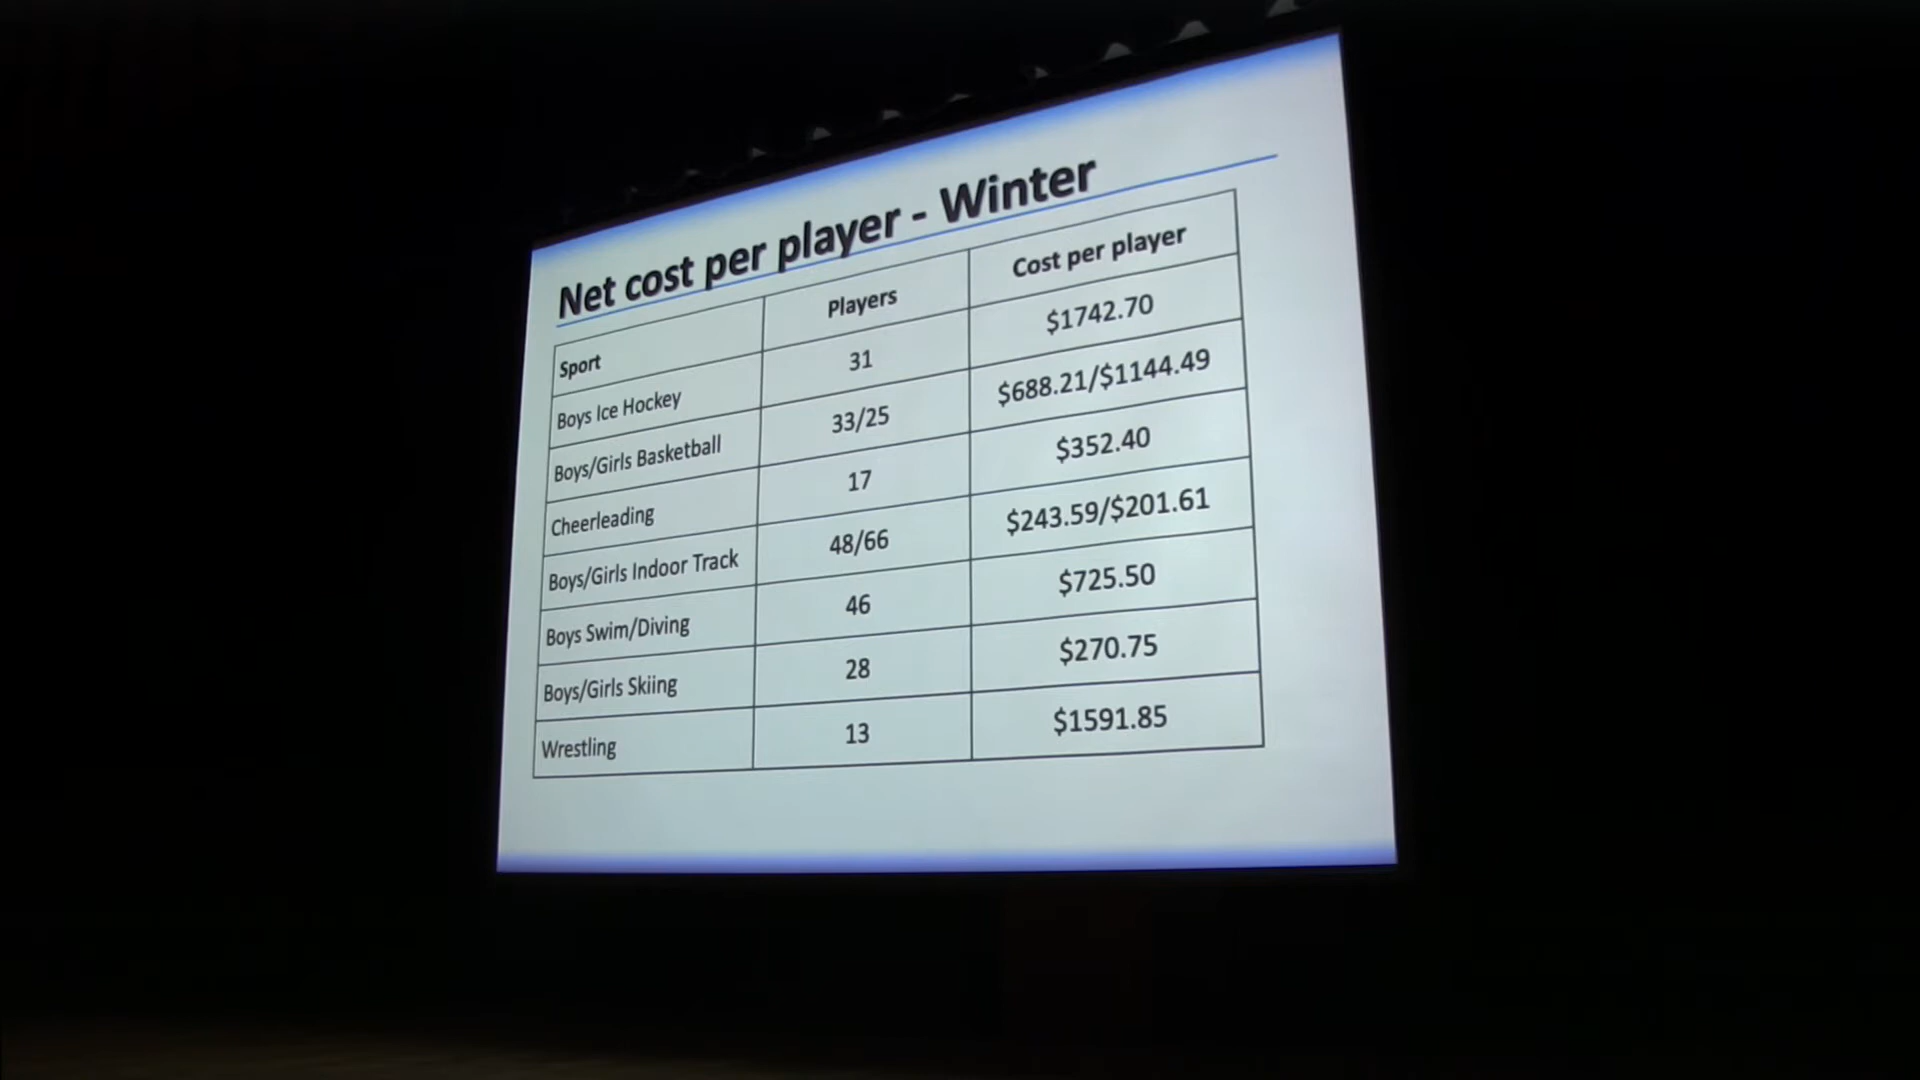 Net cost per player - Winter
Sport Players Cost per player
Boys Ice Hockey 31 $1742.70
Boys/Girls Basketball 33/25 $688.21/$1144.49
Cheerleading 17 $352.40
Boys/Girls Indoor Track 48/66 $243.59/$201.61
Boys Swim/Diving 46 $725.50
Boys/Girls Skiing 28 $270.75
Wrestling 13 $1591.85